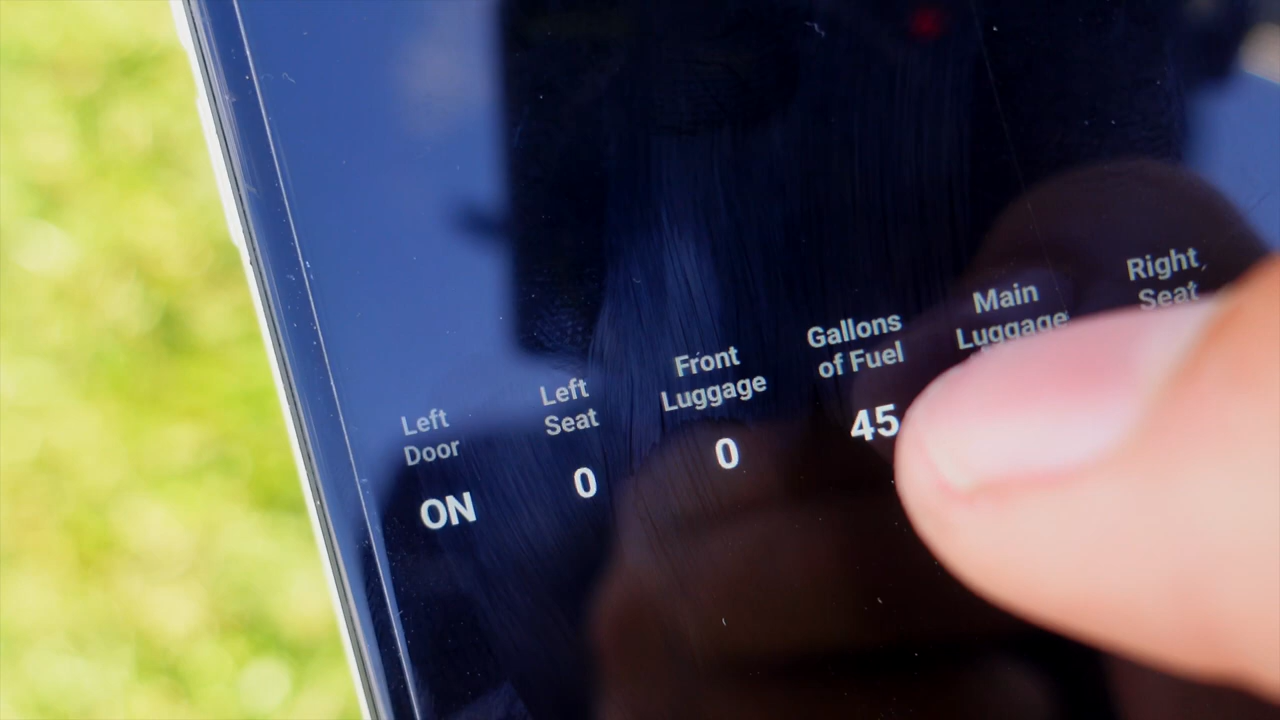 Left
Door
ON
Left
Seat
0
Front
Luggage
0
Gallons
of Fuel
45
Main
Luggage
Right
Seat